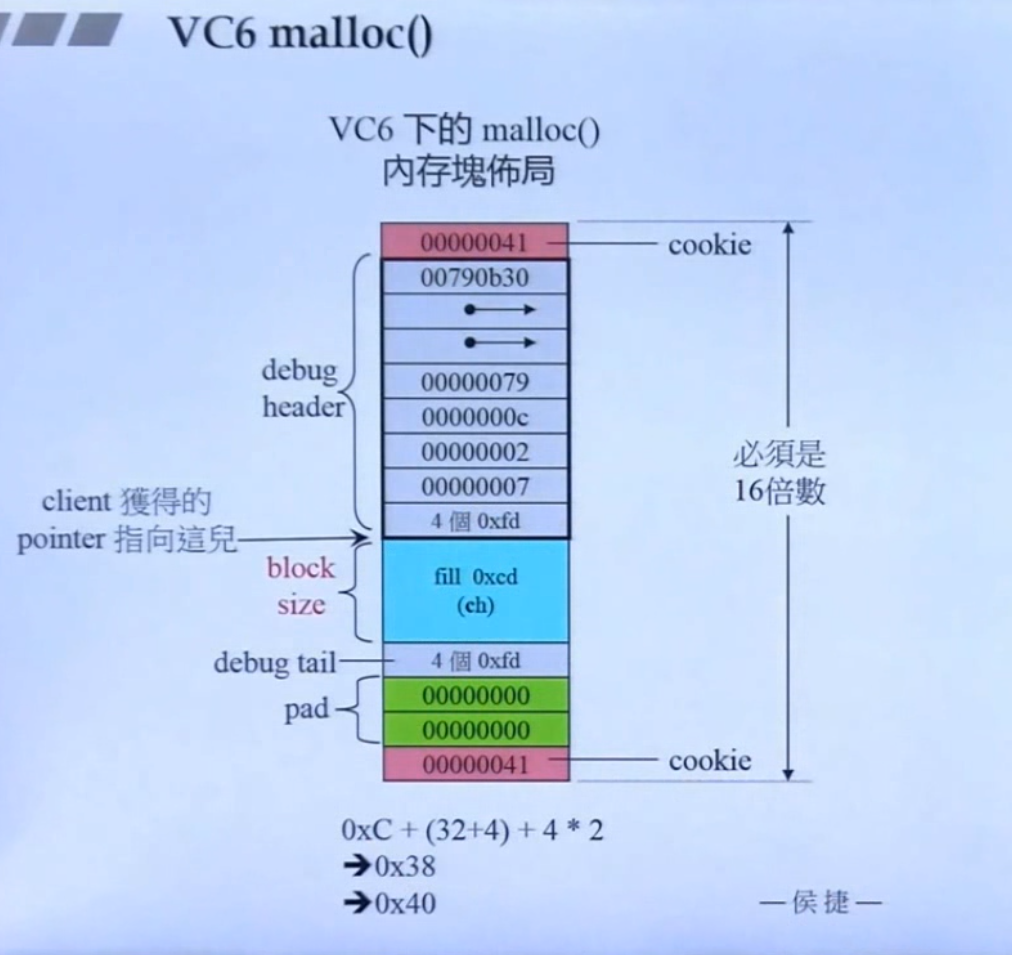 VC6 malloc()
VC6 下的 malloc()
內存塊佈局
00000041
cookie
00790b30
debug
header
00000079
0000000c
00000002
00000007
4 個 0xfd
必須是
16倍數
client 獲得的
pointer 指向這兒
block
size
fill 0xcd
(ch)
debug tail
4 個 0xfd
pad
00000000
00000000
00000041
cookie
0xC + (32+4) + 4 * 2
➔0x38
➔0x40
—侯捷—